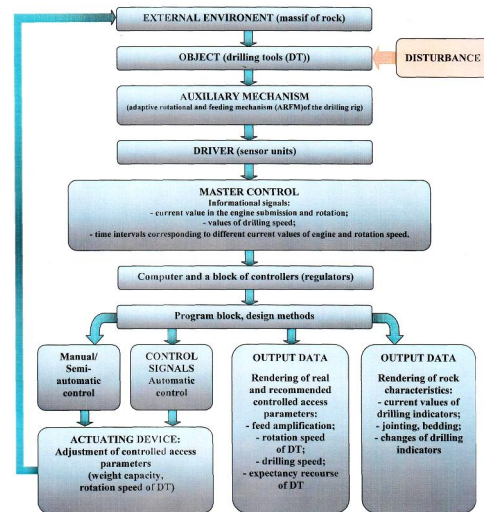 EXTERNAL ENVIRONENT (massif of rock)
OBJECT (drilling tools (DT))
DISTURBANCE
AUXILIARY MECHANISM
(adaptive rotational and feeding mechanism (ARFM)of the drilling rig)
DRIVER (sensor units)
MASTER CONTROL
Informational signals:
- current value in the engine submission and rotation;
- values of drilling speed;
- time intervals corresponding to different current values of engine and rotation speed.
Computer and a block of controllers (regulators)
Program block, design methods
Manual/
Semi-
automatic
control
CONTROL
SIGNALS
Automatic
control
OUTPUT DATA
Rendering of real
and recommended
controlled access
parameters:
- feed amplification;
- rotation speed
of DT;
- drilling speed;
- expectancy recourse
of DT
OUTPUT DATA
Rendering of rock
characteristics:
- current values of
drilling indicators;
- jointing, bedding;
- changes of drilling
indicators
ACTUATING DEVICE:
Adjustment of controlled access
parameters
(weight capacity,
rotation speed of DT)